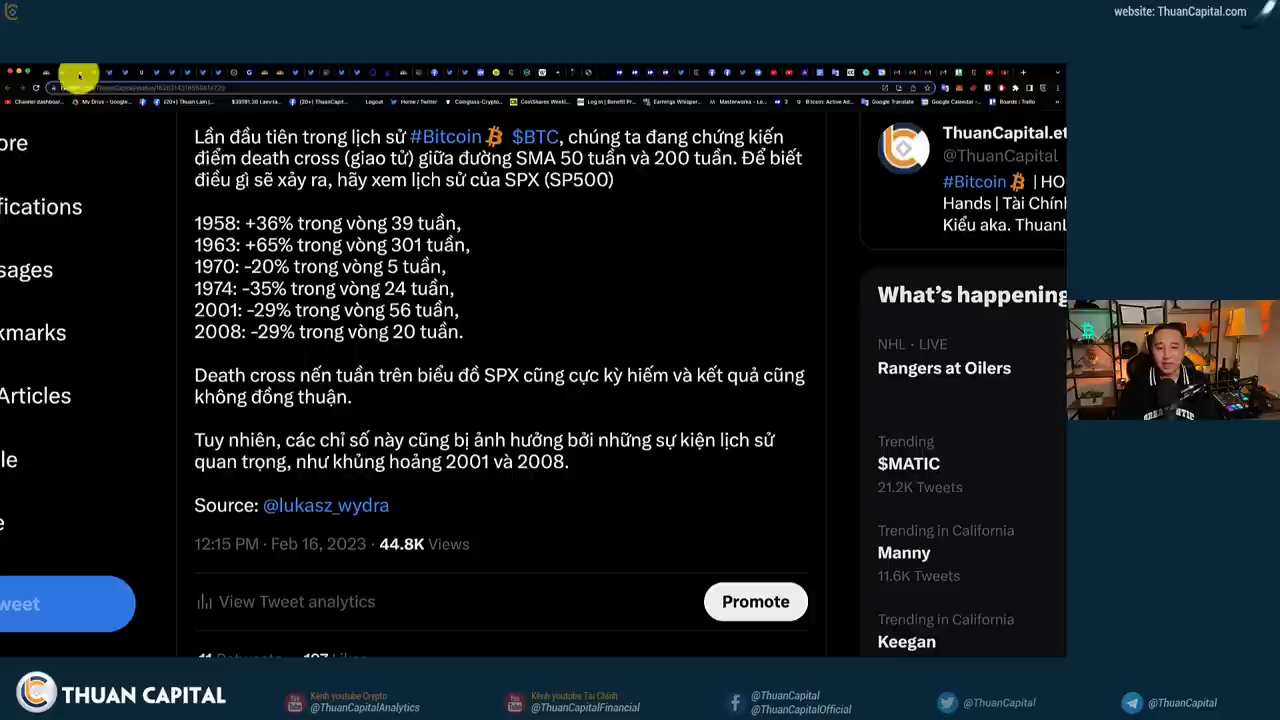 website: ThuanCapital.com
Lần đầu tiên trong lịch sử #Bitcoin $BTC, chúng ta đang chứng kiến
điểm death cross (giao tử) giữa đường SMA 50 tuần và 200 tuần. Để biết
điều gì sẽ xảy ra, hãy xem lịch sử của SPX (SP500)
1958: +36% trong vòng 39 tuần,
1963: +65% trong vòng 301 tuần,
1970: -20% trong vòng 5 tuần,
1974: -35% trong vòng 24 tuần,
2001: -29% trong vòng 56 tuần,
2008: -29% trong vòng 20 tuần.
Death cross nến tuần trên biểu đồ SPX cũng cực kỳ hiếm và kết quả cũng
không đồng thuận.
Tuy nhiên, các chỉ số này cũng bị ảnh hưởng bởi những sự kiện lịch sử
quan trọng, như khủng hoảng 2001 và 2008.
Source: @lukasz_wydra
12:15 PM · Feb 16, 2023 · 44.8K Views
View Tweet analytics
Promote
ore
fications
sages
kmarks
Articles
le
e
weet
ThuanCapital.et
@ThuanCapital
#Bitcoin | HO
Hands | Tài Chính
Kiểu aka. ThuanL
What's happening
NHL · LIVE
Rangers at Oilers
Trending
$MATIC
21.2K Tweets
Trending in California
Manny
11.6K Tweets
Trending in California
Keegan
THUAN CAPITAL
Kênh youtube Crypto
@ThuanCapitalAnalytics
Kênh youtube Tài Chính
@ThuanCapitalFinancial
@ThuanCapital
@ThuanCapitalOfficial
@ThuanCapital
@ThuanCapital